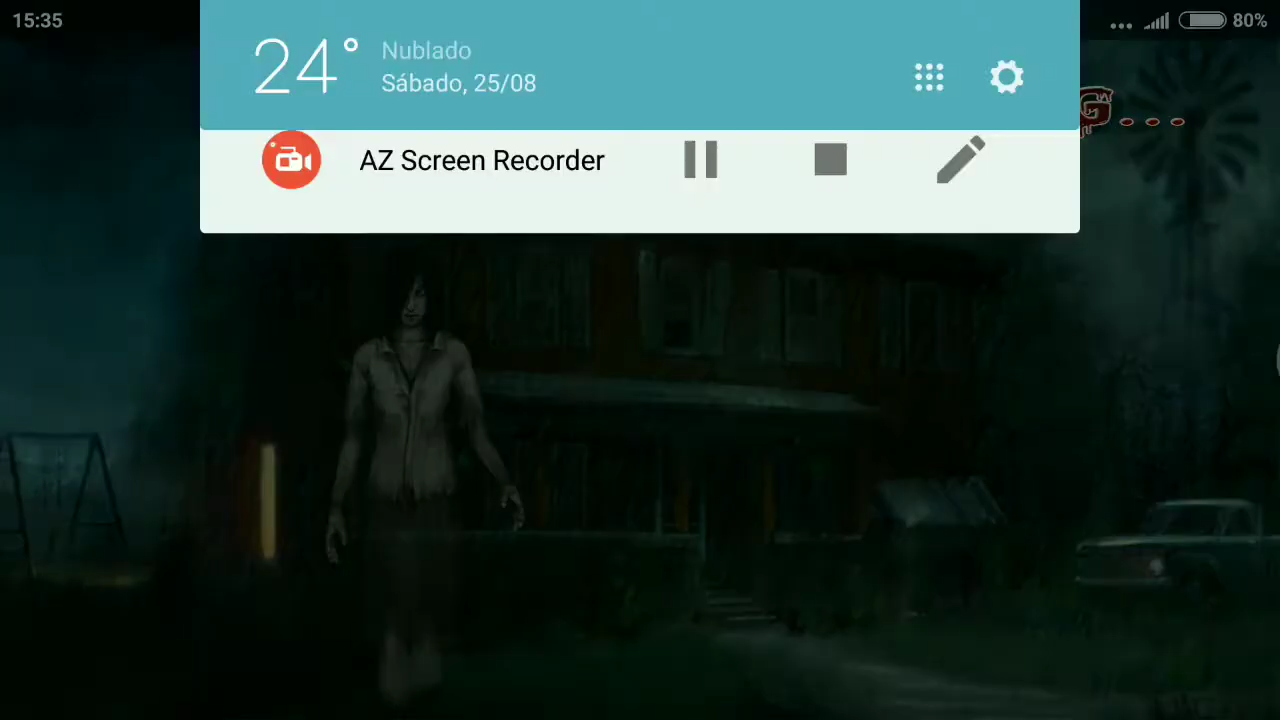 15:35
80%
24°
Nublado
Sábado, 25/08
G...
AZ Screen Recorder